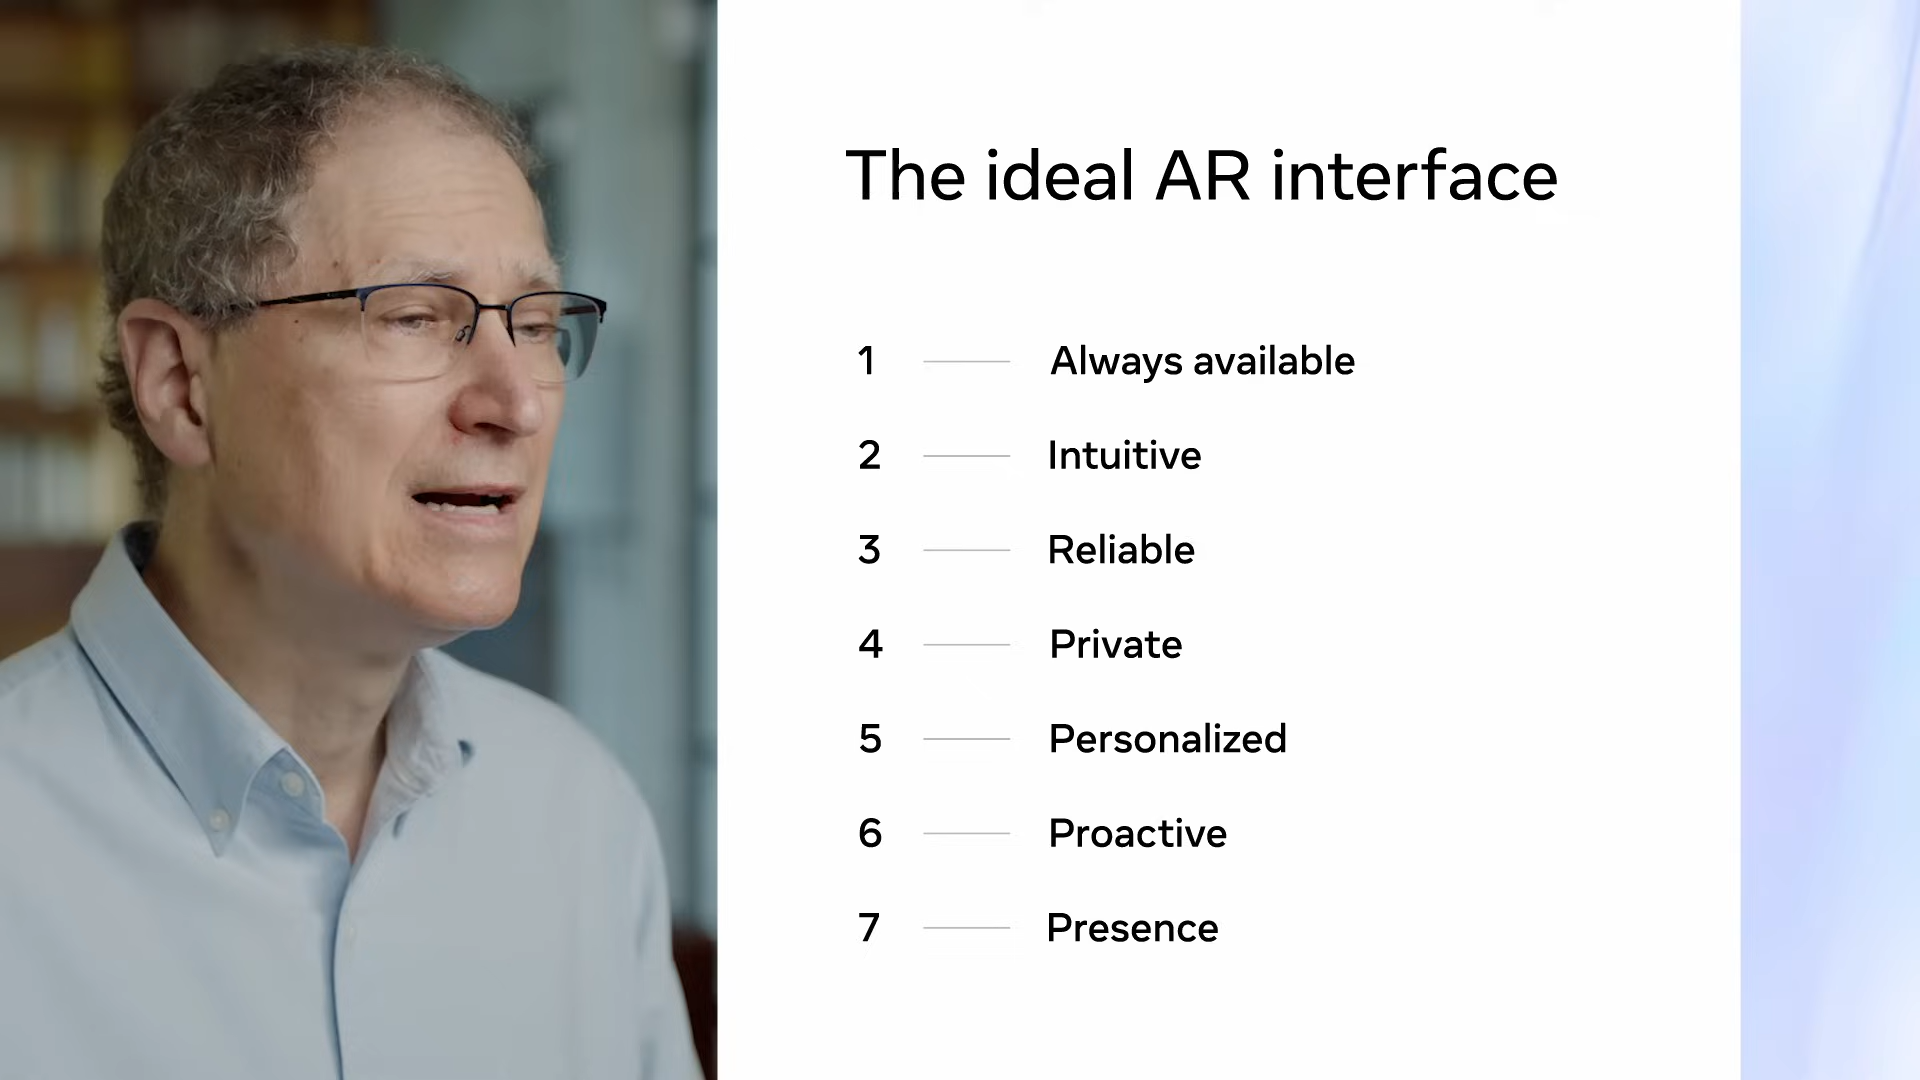 The ideal AR interface
1 Always available
2 Intuitive
3 Reliable
4 Private
5 Personalized
6 Proactive
7 Presence